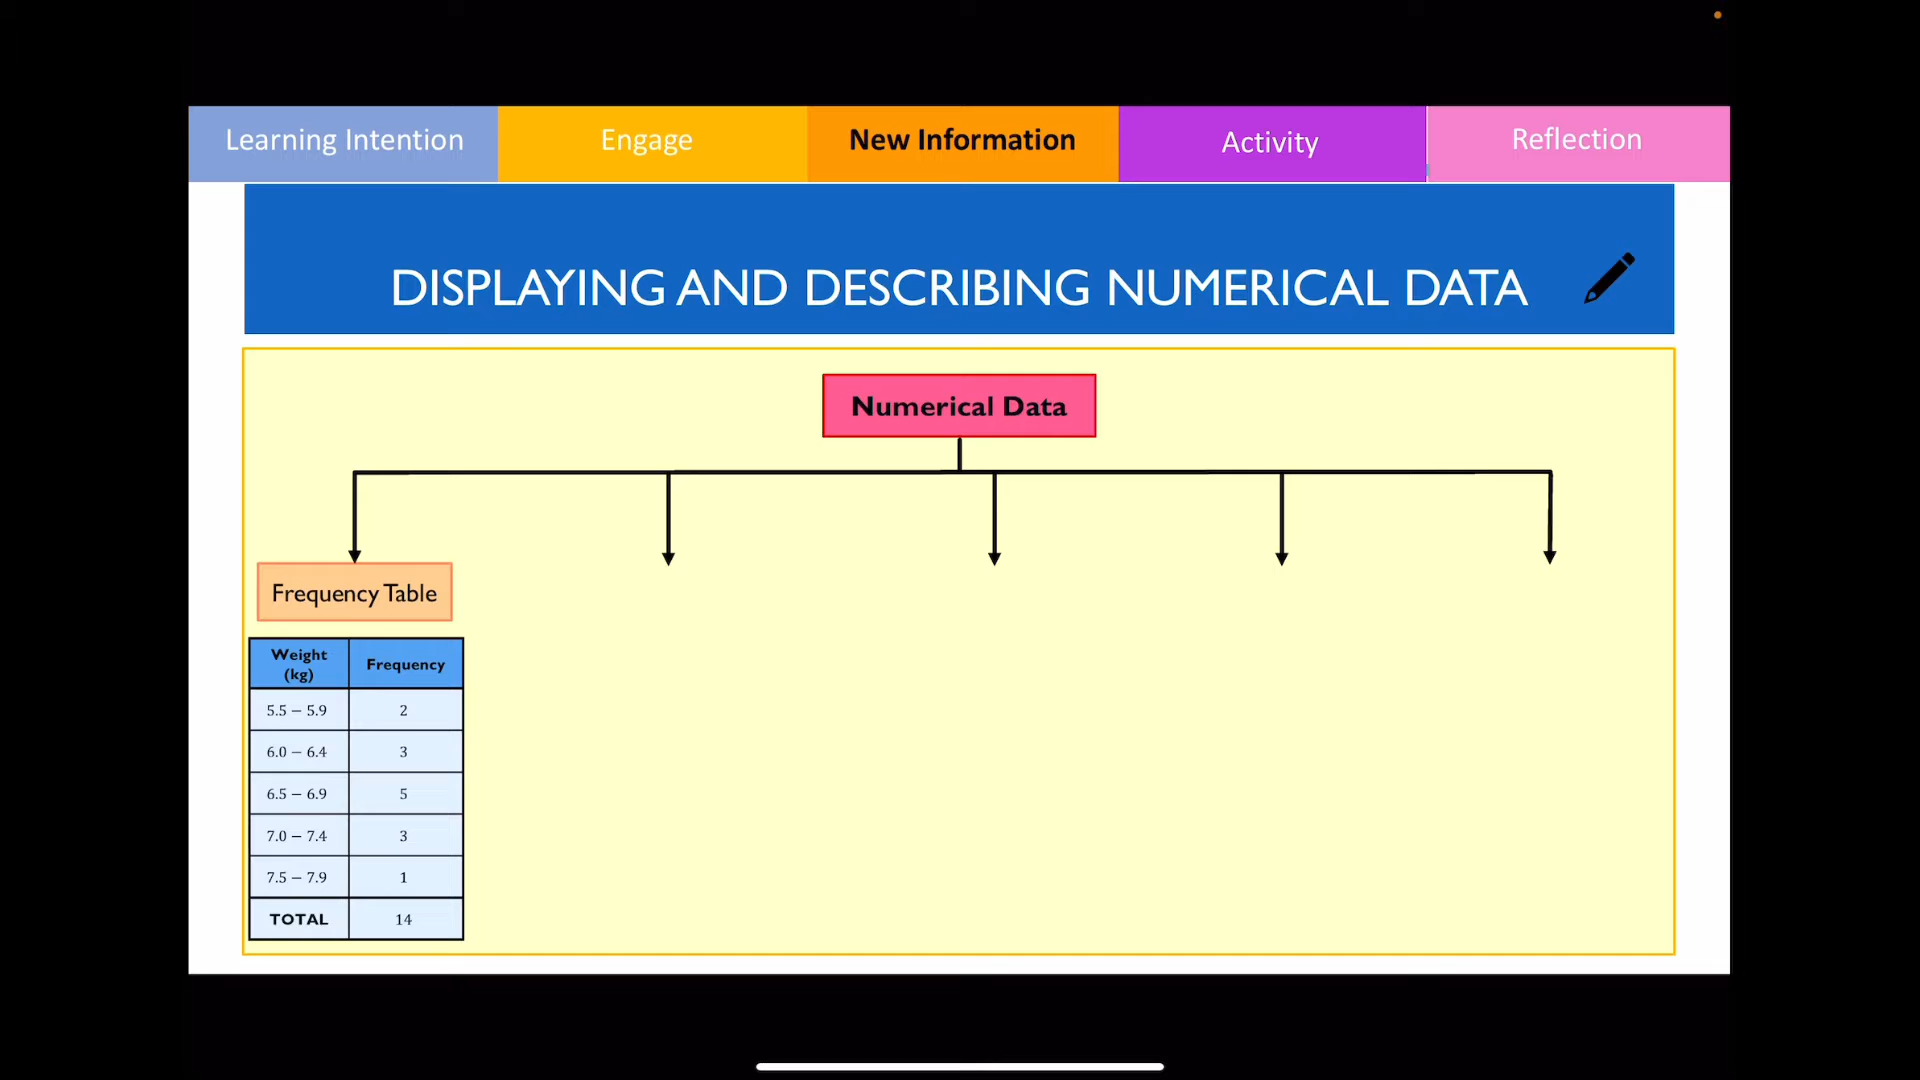 Learning Intention
Engage
New Information
Activity
Reflection
DISPLAYING AND DESCRIBING NUMERICAL DATA
Numerical Data
Frequency Table
Weight (kg) Frequency
5.5 – 5.9 2
6.0 – 6.4 3
6.5 – 6.9 5
7.0 – 7.4 3
7.5 – 7.9 1
TOTAL 14